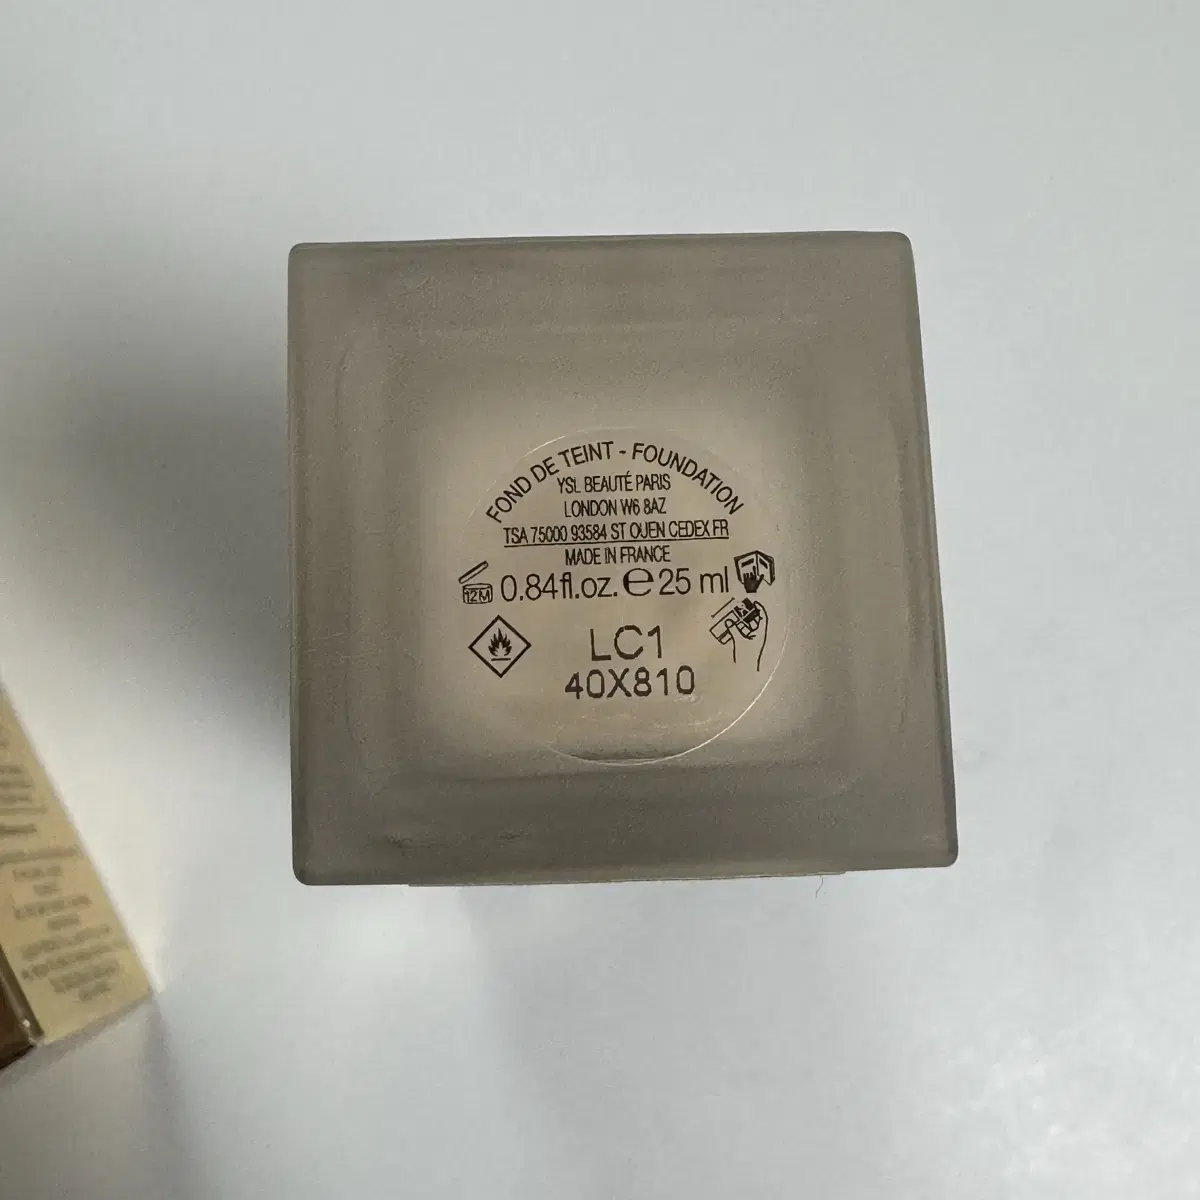 FOND DE TEINT - FOUNDATION
YSL BEAUTÉ PARIS
LONDON W6 8AZ
TSA 75000 93584 ST OUEN CEDEX FR
MADE IN FRANCE
12M 0.84fl.oz. e 25 ml
LC1
40X810